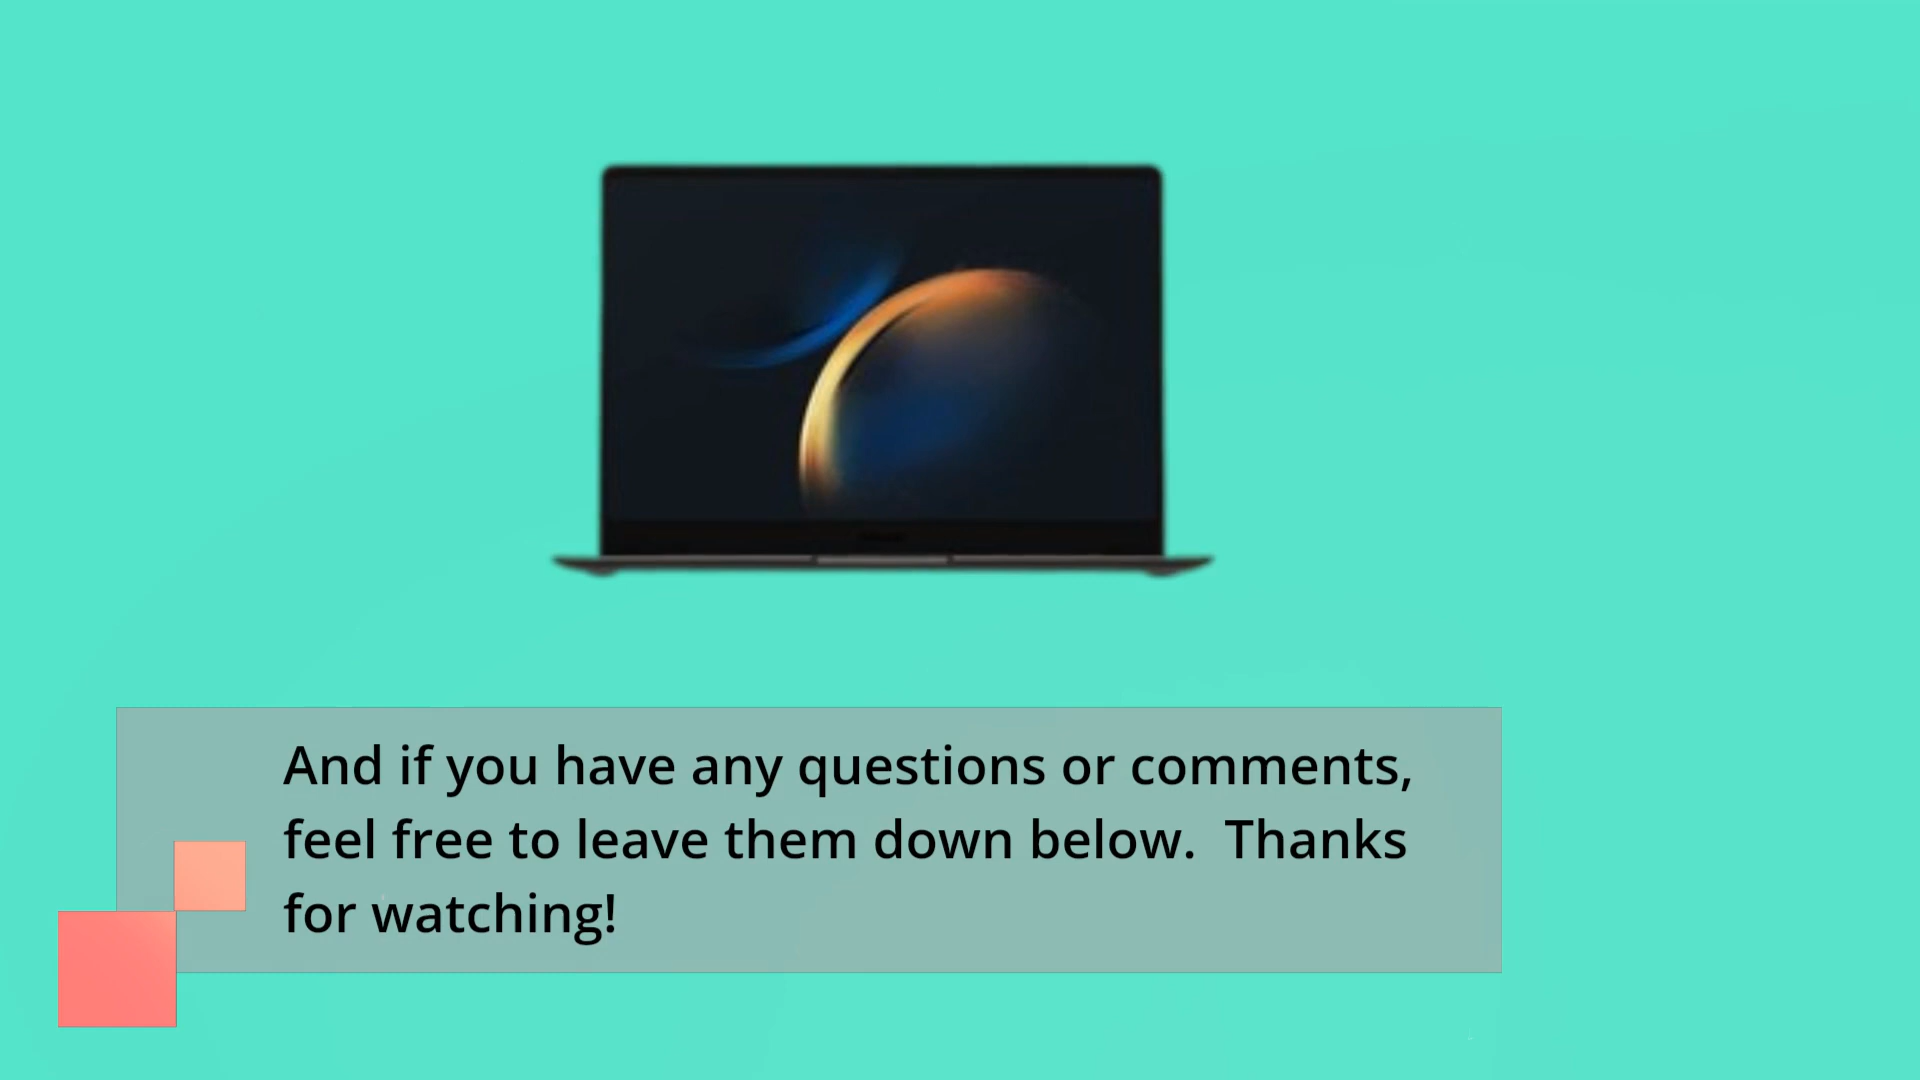 And if you have any questions or comments,
feel free to leave them down below.  Thanks
for watching!